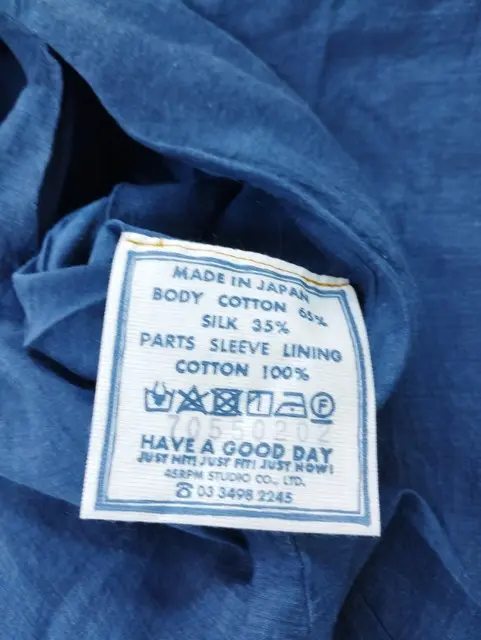 MADE IN JAPAN
BODY COTTON 65%
SILK 35%
PARTS SLEEVE LINING
COTTON 100%
70550202
HAVE A GOOD DAY
JUST HIT! JUST FIT! JUST NOW!
45RPM STUDIO CO., LTD.
☎ 03 3498 2245